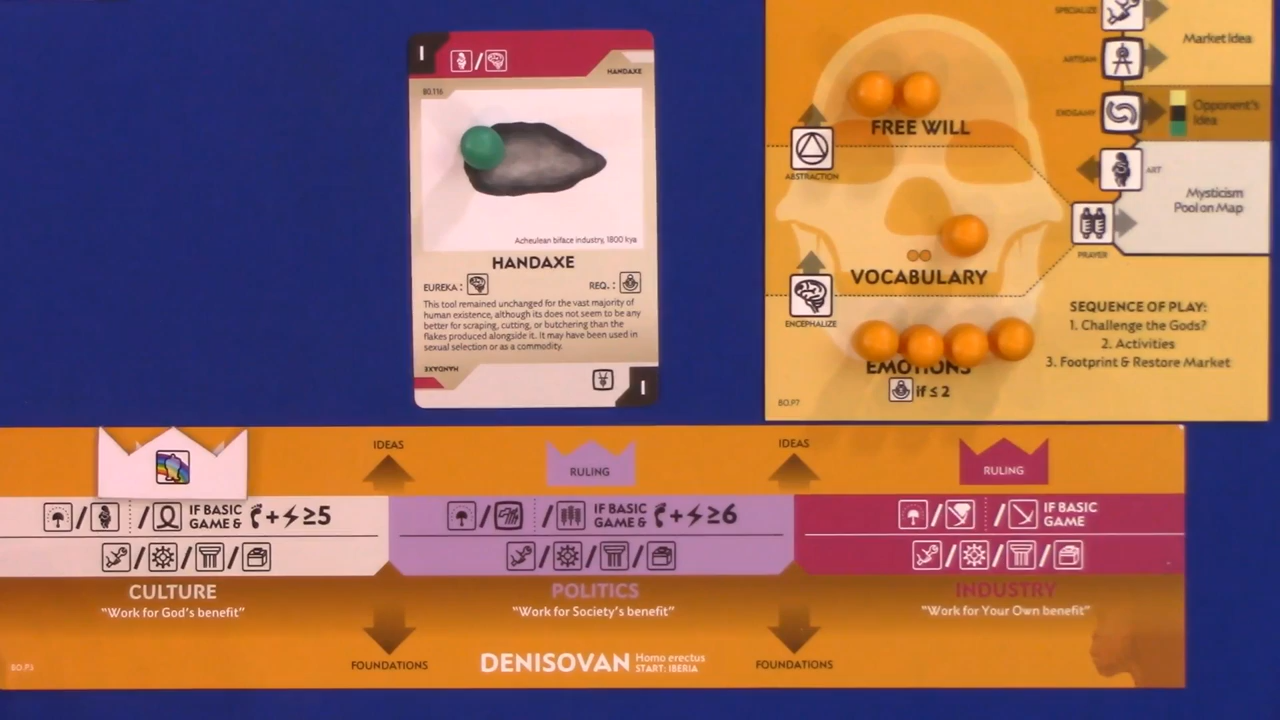 I
/
HANDAXE
BO.116
Acheulean biface industry, 1800 kya
HANDAXE
EUREKA :
REQ. :
This tool remained unchanged for the vast majority of
human existence, although its does not seem to be any
better for scraping, cutting, or butchering than the
flakes produced alongside it. It may have been used in
sexual selection or as a commodity.
HANDAXE
I
SPECIALIZE
Market Idea
ARTISAN
ENDGAMY
Opponent's
Idea
FREE WILL
ABSTRACTION
ART
Mysticism
Pool on Map
PRAYER
VOCABULARY
ENCEPHALIZE
SEQUENCE OF PLAY:
1. Challenge the Gods?
2. Activities
3. Footprint & Restore Market
EMOTIONS
if ≤ 2
BO.P7
IDEAS
RULING
IDEAS
RULING
/ / IF BASIC
GAME & + ≥5
/ / IF BASIC
GAME & + ≥6
/ / IF BASIC
GAME
/ / /
/ / /
/ / /
CULTURE
POLITICS
INDUSTRY
"Work for God's benefit"
"Work for Society's benefit"
"Work for Your Own benefit"
BO.P3
FOUNDATIONS
DENISOVAN Homo erectus
START: IBERIA
FOUNDATIONS